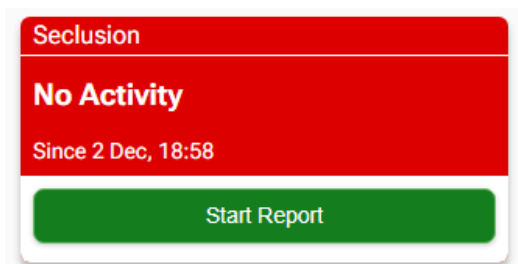 Seclusion
No Activity
Since 2 Dec, 18:58
Start Report